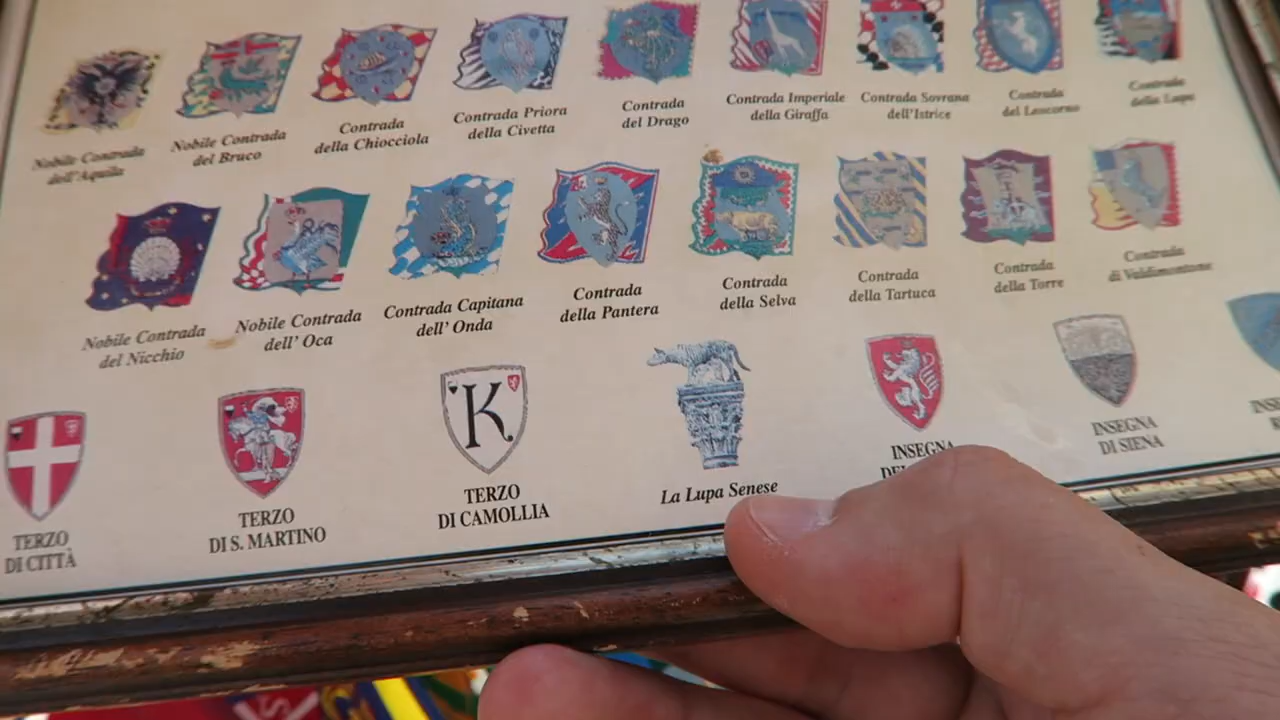 Nobile Contrada
dell'Aquila
Nobile Contrada
del Bruco
Contrada
della Chiocciola
Contrada Priora
della Civetta
Contrada
del Drago
Contrada Imperiale
della Giraffa
Contrada Sovrana
dell'Istrice
Contrada
del Leocorno
Contrada
della Lupa
Nobile Contrada
del Nicchio
Nobile Contrada
dell' Oca
Contrada Capitana
dell' Onda
Contrada
della Pantera
Contrada
della Selva
Contrada
della Tartuca
Contrada
della Torre
Contrada
di Valdimontone
TERZO
DI CITTÀ
TERZO
DI S. MARTINO
K
TERZO
DI CAMOLLIA
La Lupa Senese
INSEGNA
INSEGNA
DI SIENA